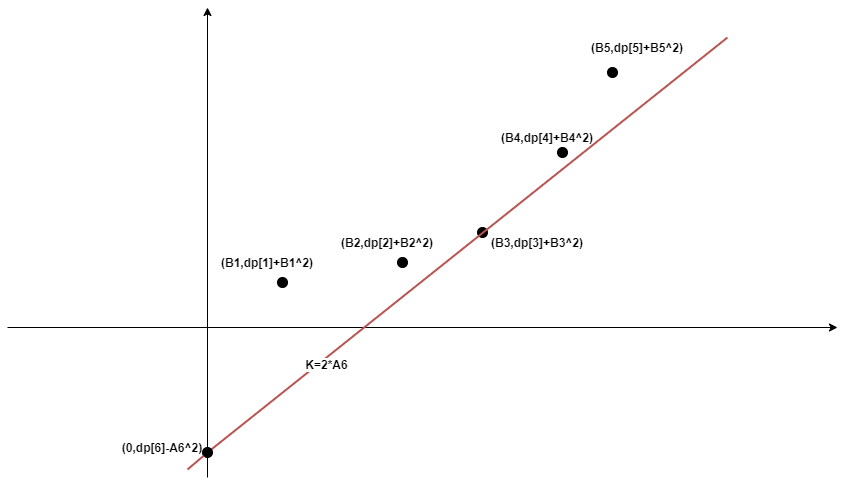 (B5,dp[5]+B5^2)
(B4,dp[4]+B4^2)
(B2,dp[2]+B2^2)
(B3,dp[3]+B3^2)
(B1,dp[1]+B1^2)
K=2*A6
(0,dp[6]-A6^2)